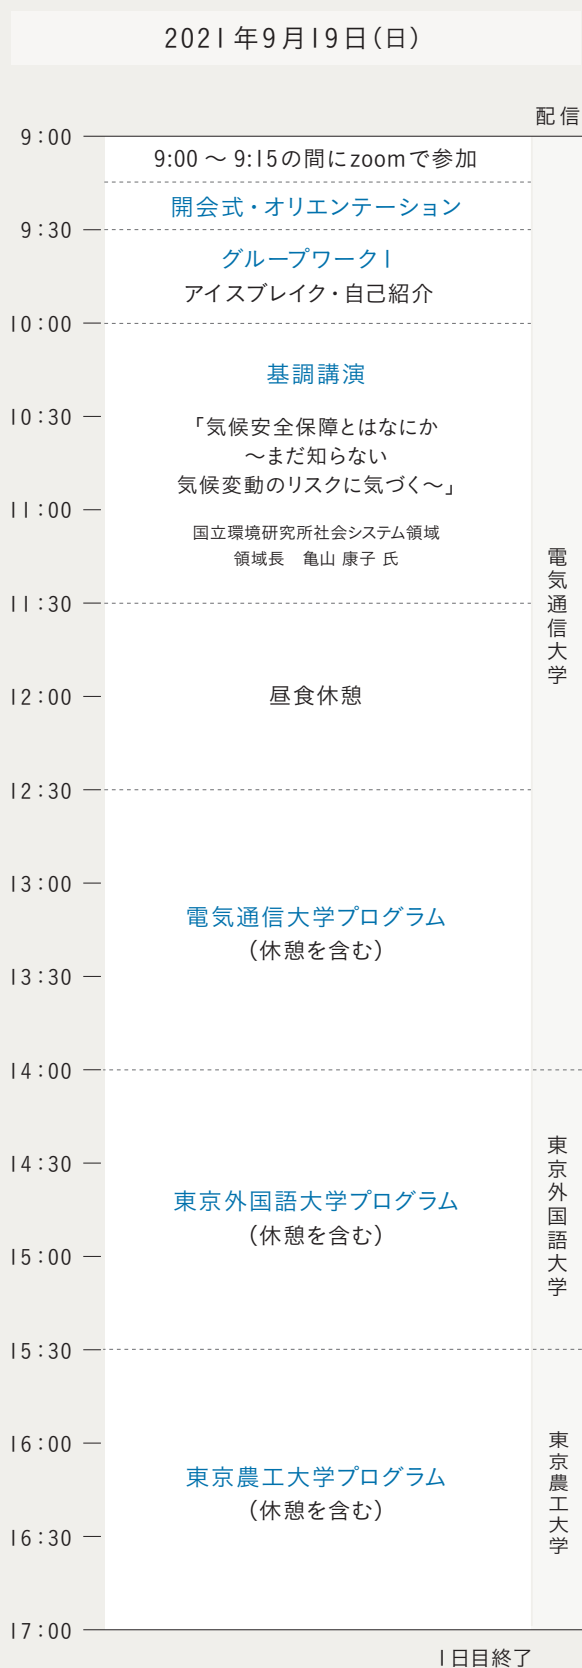 2021年9月19日(日)
配信
9:00
9:00 〜 9:15の間にzoomで参加
開会式・オリエンテーション
9:30
グループワーク1
アイスブレイク・自己紹介
10:00
基調講演
10:30
「気候安全保障とはなにか
〜まだ知らない
気候変動のリスクに気づく〜」
11:00
国立環境研究所社会システム領域
領域長　亀山 康子 氏
電気通信大学
11:30
12:00
昼食休憩
12:30
13:00
電気通信大学プログラム
(休憩を含む)
13:30
14:00
14:30
東京外国語大学プログラム
(休憩を含む)
東京外国語大学
15:00
15:30
16:00
東京農工大学プログラム
(休憩を含む)
東京農工大学
16:30
17:00
1日目終了